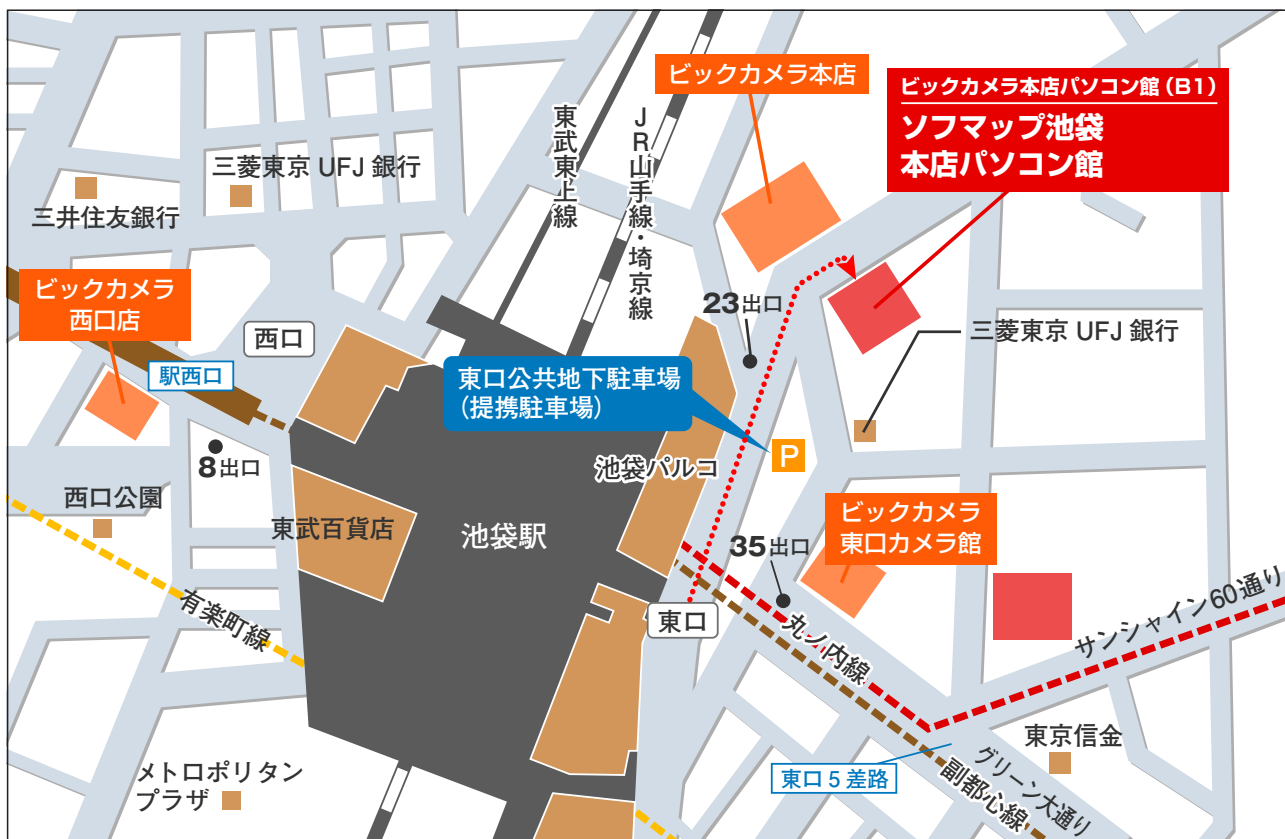 ビックカメラ本店
ビックカメラ本店パソコン館(B1)
ソフマップ池袋
本店パソコン館
東武東上線
JR山手線・埼京線
三菱東京 UFJ 銀行
三井住友銀行
ビックカメラ
西口店
駅西口
西口
23出口
三菱東京 UFJ 銀行
東口公共地下駐車場
(提携駐車場)
P
池袋パルコ
8出口
西口公園
東武百貨店
池袋駅
ビックカメラ
東口カメラ館
35出口
東口
有楽町線
丸ノ内線
サンシャイン60通り
メトロポリタン
プラザ
東口5差路
東京信金
グリーン大通り
副都心線